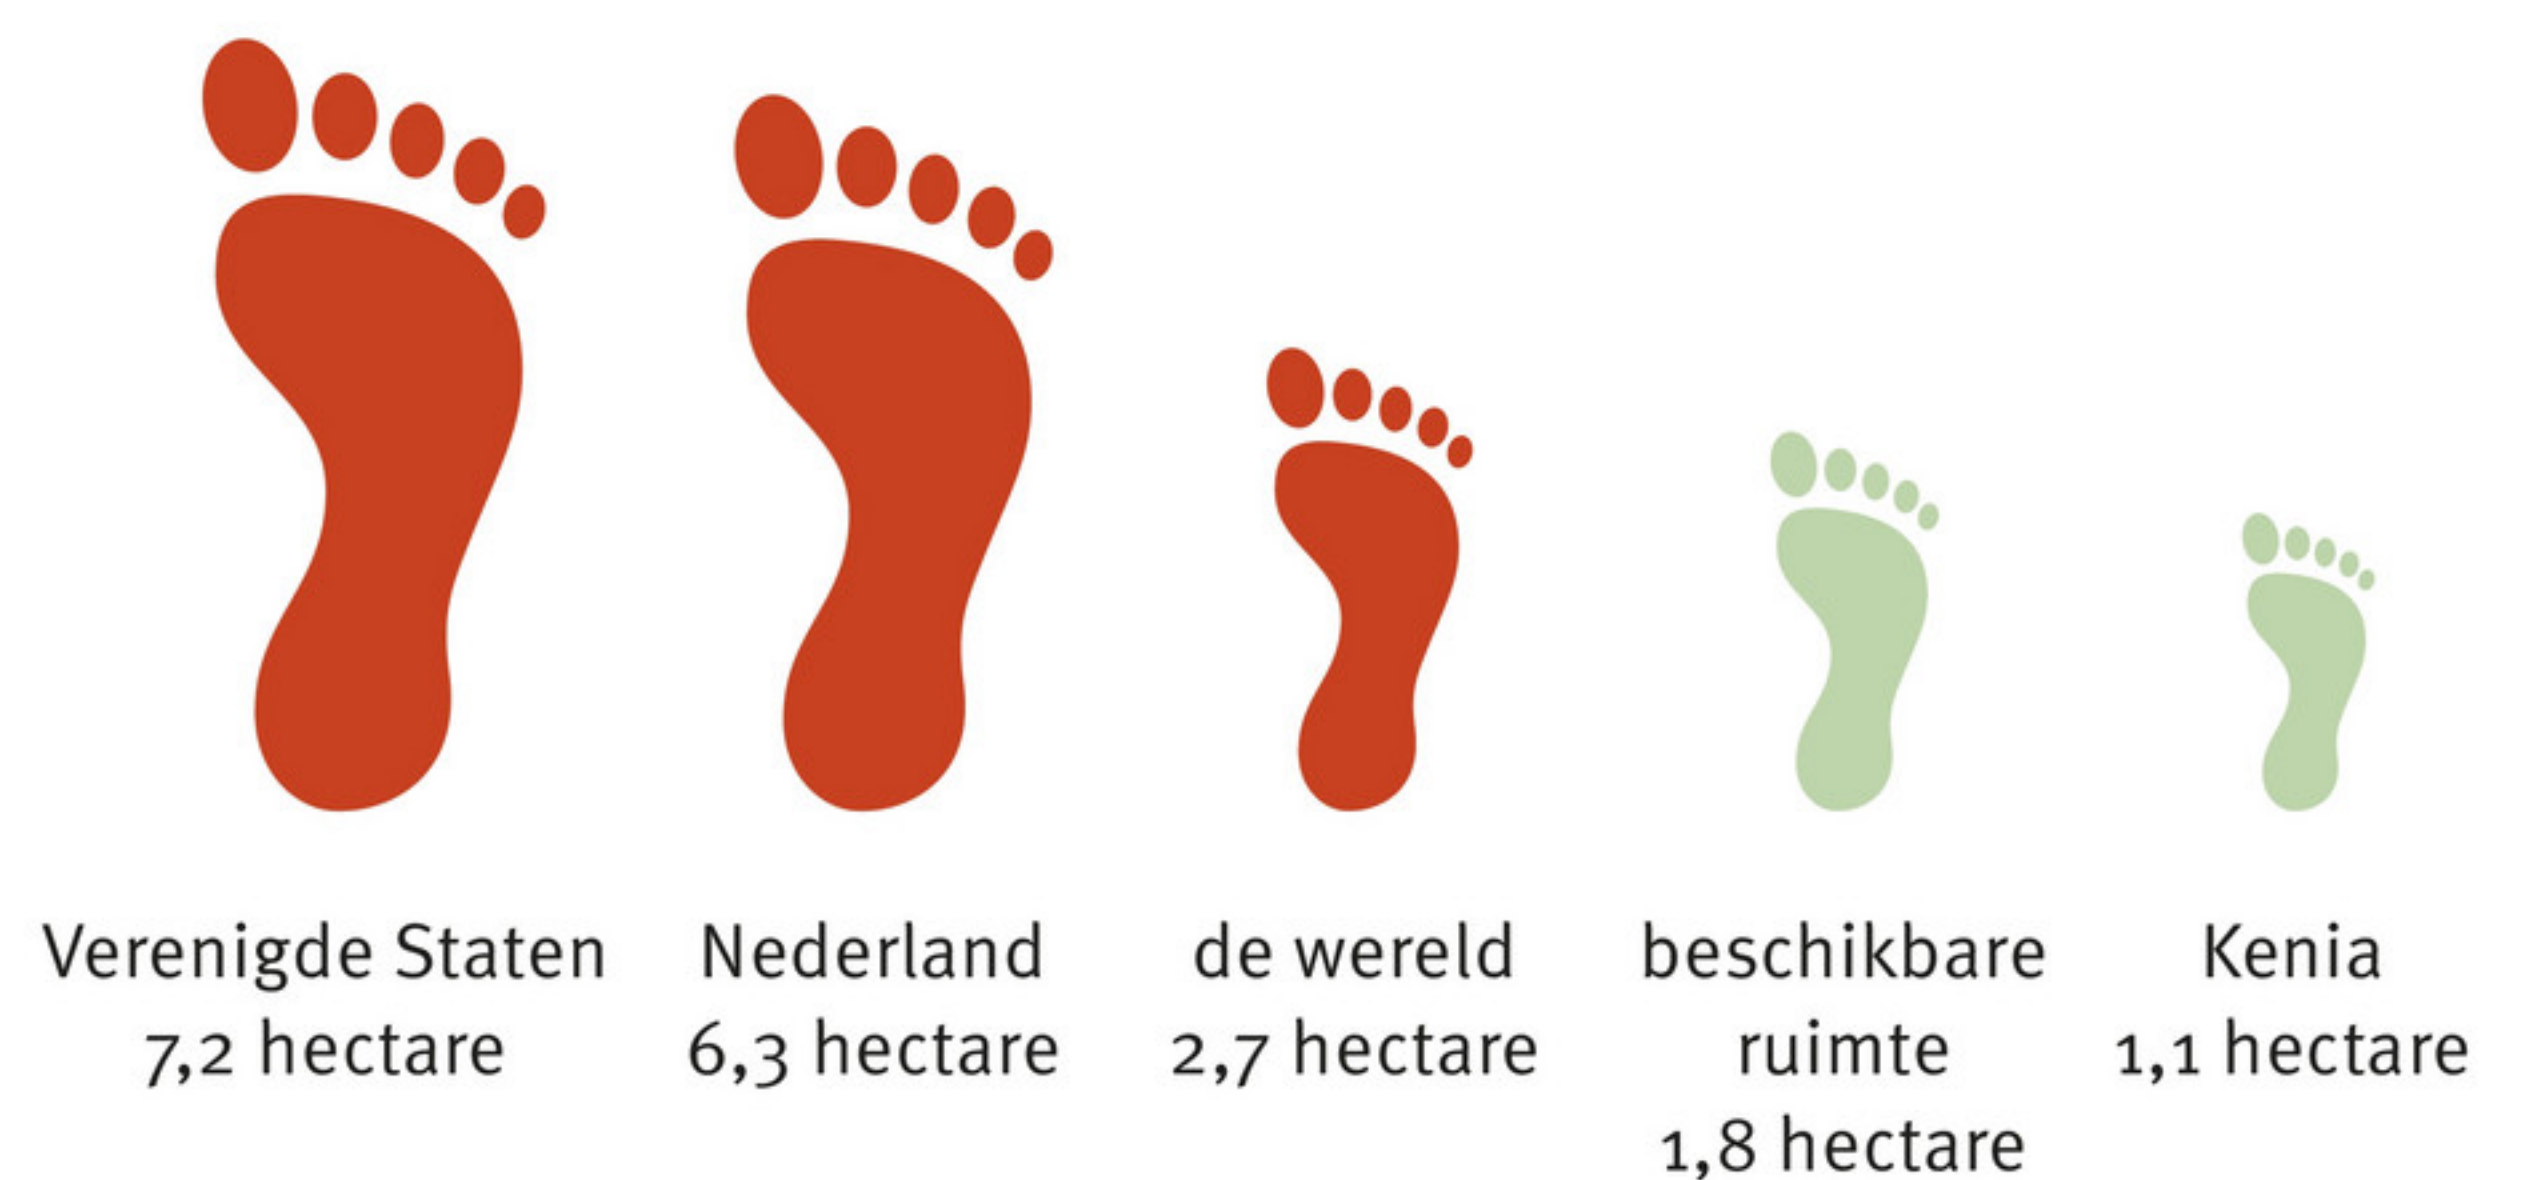 Verenigde Staten
7,2 hectare
Nederland
6,3 hectare
de wereld
2,7 hectare
beschikbare
ruimte
1,8 hectare
Kenia
1,1 hectare